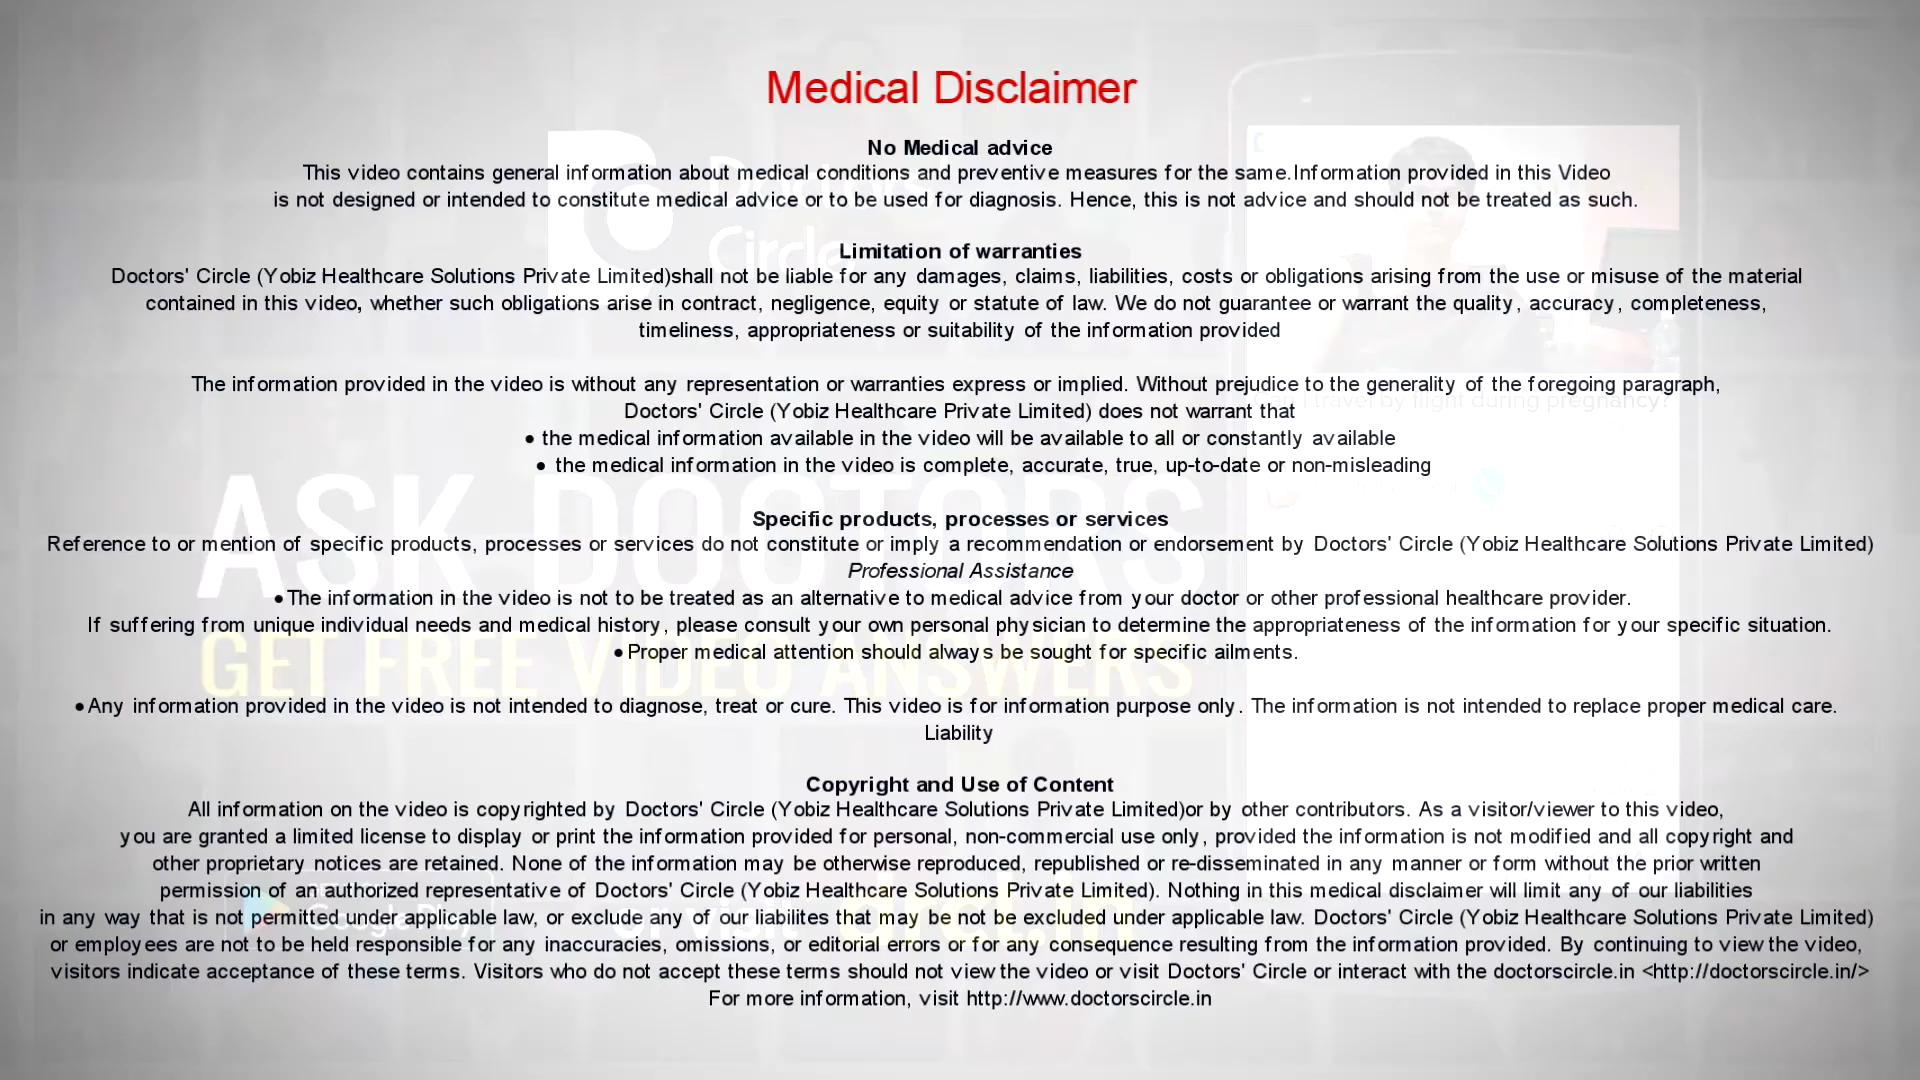 Medical Disclaimer
No Medical advice
This video contains general information about medical conditions and preventive measures for the same.Information provided in this Video
is not designed or intended to constitute medical advice or to be used for diagnosis. Hence, this is not advice and should not be treated as such.
Doctors'
Circle
Limitation of warranties
Doctors' Circle (Yobiz Healthcare Solutions Private Limited)shall not be liable for any damages, claims, liabilities, costs or obligations arising from the use or misuse of the material
contained in this video, whether such obligations arise in contract, negligence, equity or statute of law. We do not guarantee or warrant the quality, accuracy, completeness,
timeliness, appropriateness or suitability of the information provided
The information provided in the video is without any representation or warranties express or implied. Without prejudice to the generality of the foregoing paragraph,
Can I travel by flight during pregnancy?
Doctors' Circle (Yobiz Healthcare Private Limited) does not warrant that
• the medical information available in the video will be available to all or constantly available
• the medical information in the video is complete, accurate, true, up-to-date or non-misleading
ASK DOCTORS
Specific products, processes or services
Reference to or mention of specific products, processes or services do not constitute or imply a recommendation or endorsement by Doctors' Circle (Yobiz Healthcare Solutions Private Limited)
Professional Assistance
•The information in the video is not to be treated as an alternative to medical advice from your doctor or other professional healthcare provider.
If suffering from unique individual needs and medical history, please consult your own personal physician to determine the appropriateness of the information for your specific situation.
•Proper medical attention should always be sought for specific ailments.
GET FREE VIDEO ANSWERS
•Any information provided in the video is not intended to diagnose, treat or cure. This video is for information purpose only. The information is not intended to replace proper medical care.
Liability
Copyright and Use of Content
All information on the video is copyrighted by Doctors' Circle (Yobiz Healthcare Solutions Private Limited)or by other contributors. As a visitor/viewer to this video,
you are granted a limited license to display or print the information provided for personal, non-commercial use only, provided the information is not modified and all copyright and
other proprietary notices are retained. None of the information may be otherwise reproduced, republished or re-disseminated in any manner or form without the prior written
permission of an authorized representative of Doctors' Circle (Yobiz Healthcare Solutions Private Limited). Nothing in this medical disclaimer will limit any of our liabilities
in any way that is not permitted under applicable law, or exclude any of our liabilites that may be not be excluded under applicable law. Doctors' Circle (Yobiz Healthcare Solutions Private Limited)
Google Play or visit drcl.in
or employees are not to be held responsible for any inaccuracies, omissions, or editorial errors or for any consequence resulting from the information provided. By continuing to view the video,
visitors indicate acceptance of these terms. Visitors who do not accept these terms should not view the video or visit Doctors' Circle or interact with the doctorscircle.in <http://doctorscircle.in/>
For more information, visit http://www.doctorscircle.in